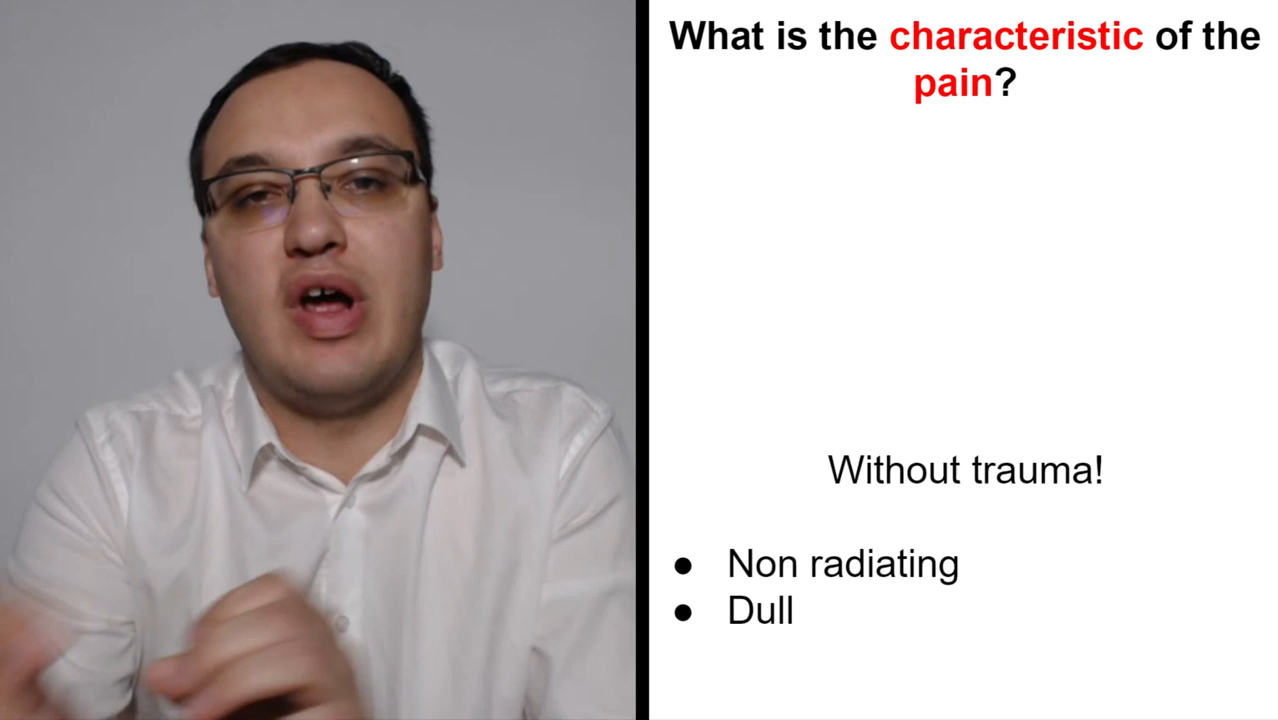 What is the characteristic of the
pain?
Without trauma!
● Non radiating
● Dull